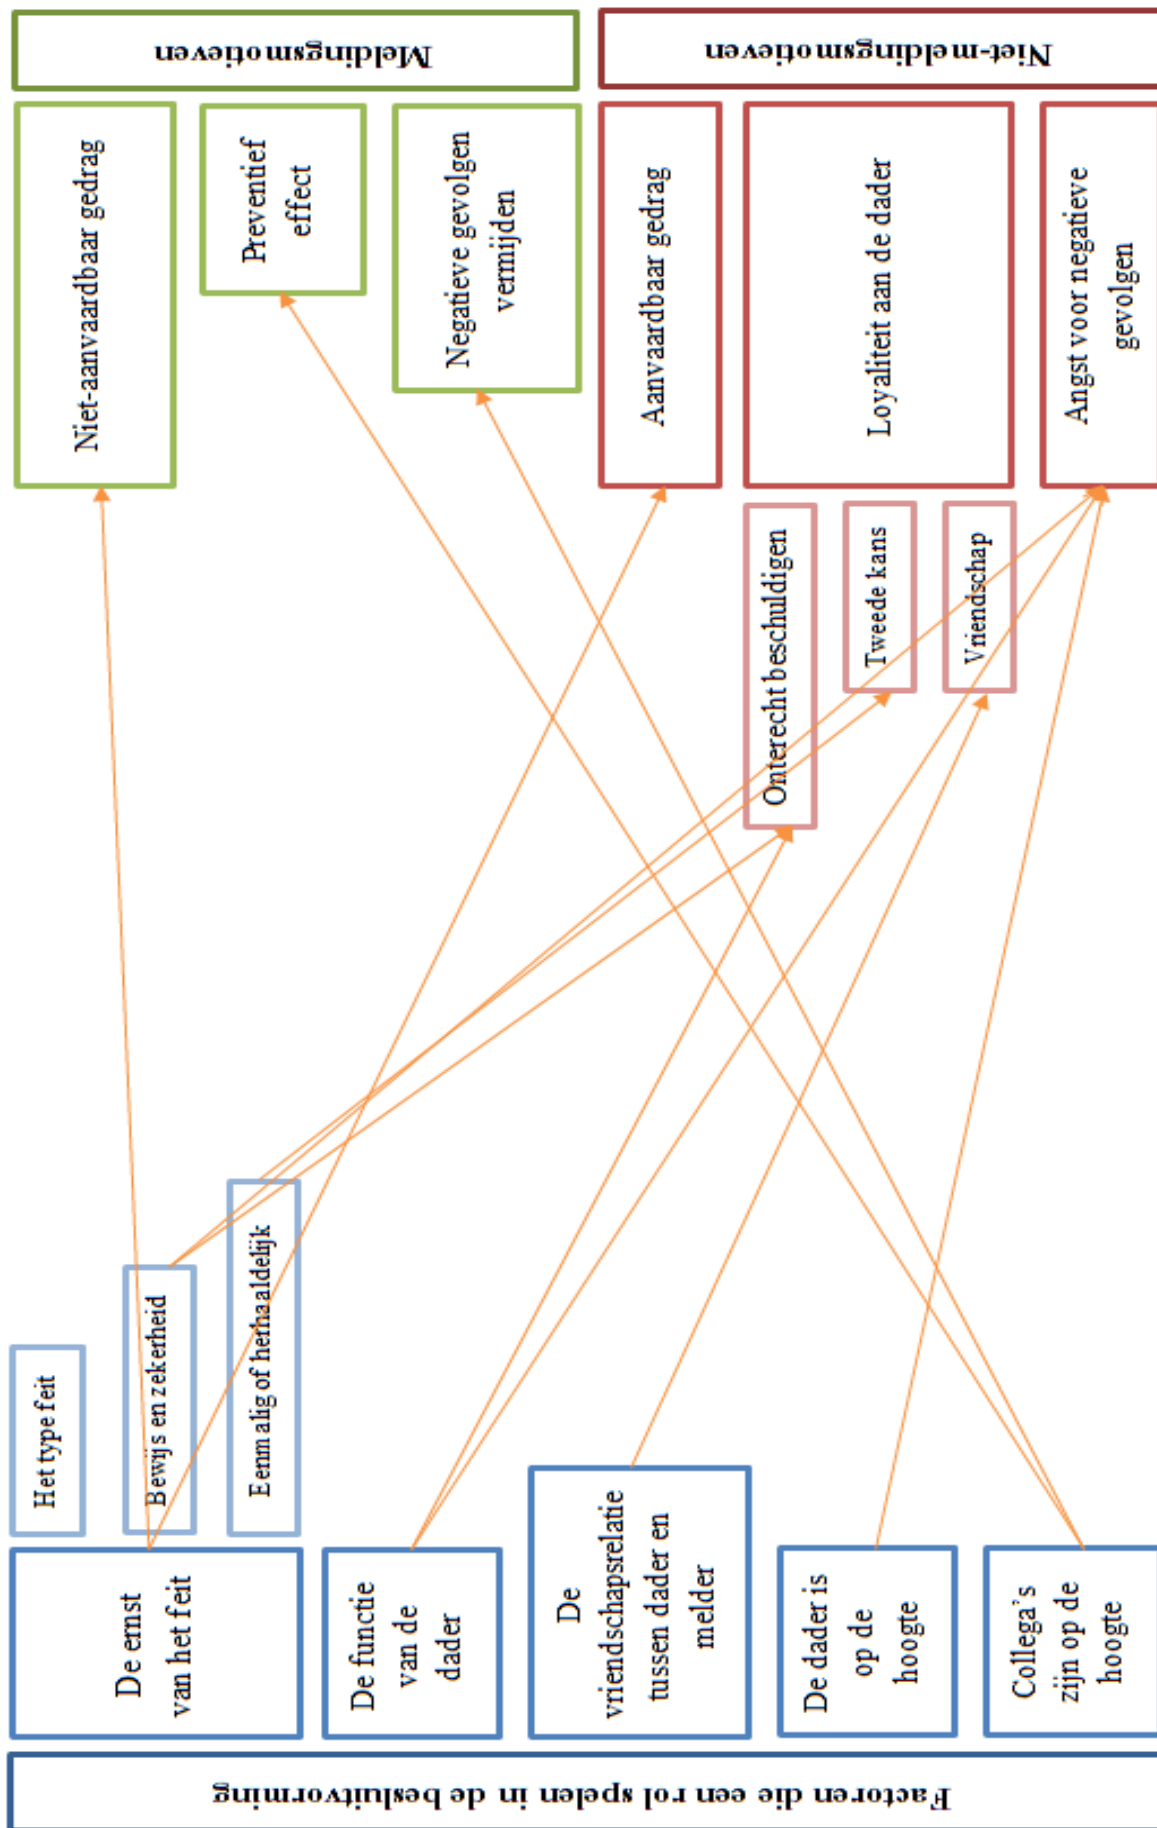 Factoren die een rol spelen in de besluitvorming
De ernst
van het feit
Het type feit
Bewijs en zekerheid
Eenmalig of herhaaldelijk
De functie
van de
dader
De
vriendschapsrelatie
tussen dader en
melder
De dader is
op de
hoogte
Collega’s
zijn op de
hoogte
Onterecht beschuldigen
Tweede kans
Vriendschap
Niet-aanvaardbaar gedrag
Preventief
effect
Negatieve gevolgen
vermijden
Aanvaardbaar gedrag
Loyaliteit aan de dader
Angst voor negatieve
gevolgen
Meldingsmotieven
Niet-meldingsmotieven